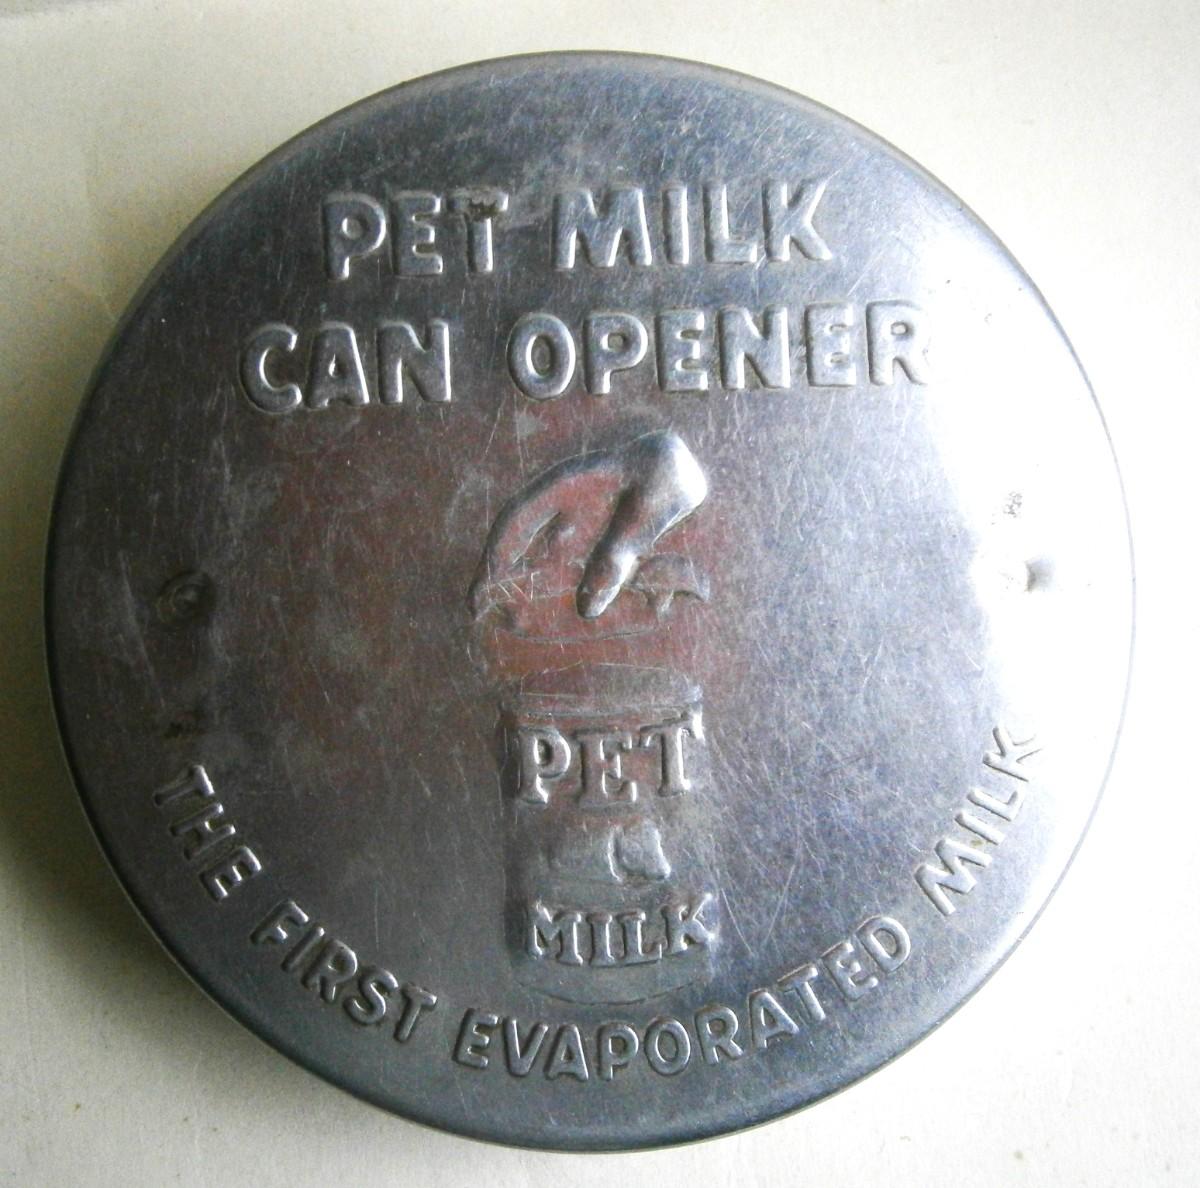 PET MILK
CAN OPENER
PET
MILK
THE FIRST EVAPORATED MILK